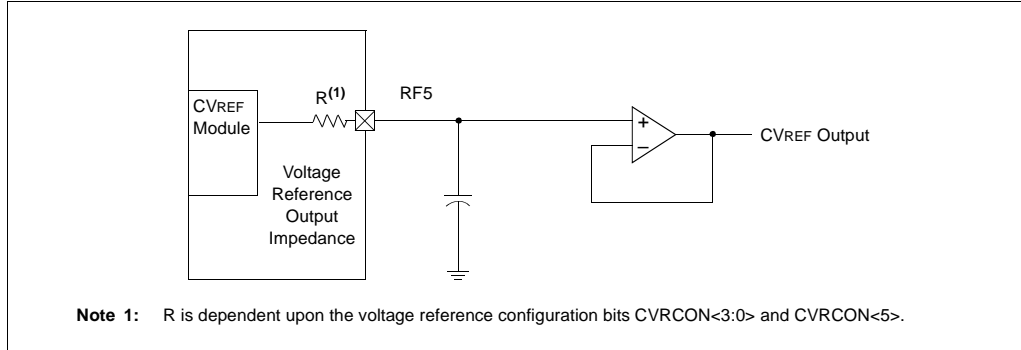 CVREF
Module
R(1)
RF5
Voltage
Reference
Output
Impedance
+
–
CVREF Output
Note 1: R is dependent upon the voltage reference configuration bits CVRCON<3:0> and CVRCON<5>.